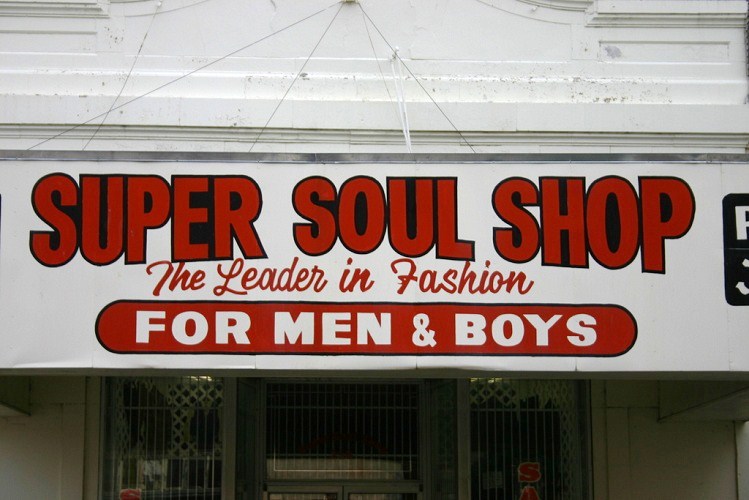 SUPER SOUL SHOP
The Leader in Fashion
FOR MEN & BOYS